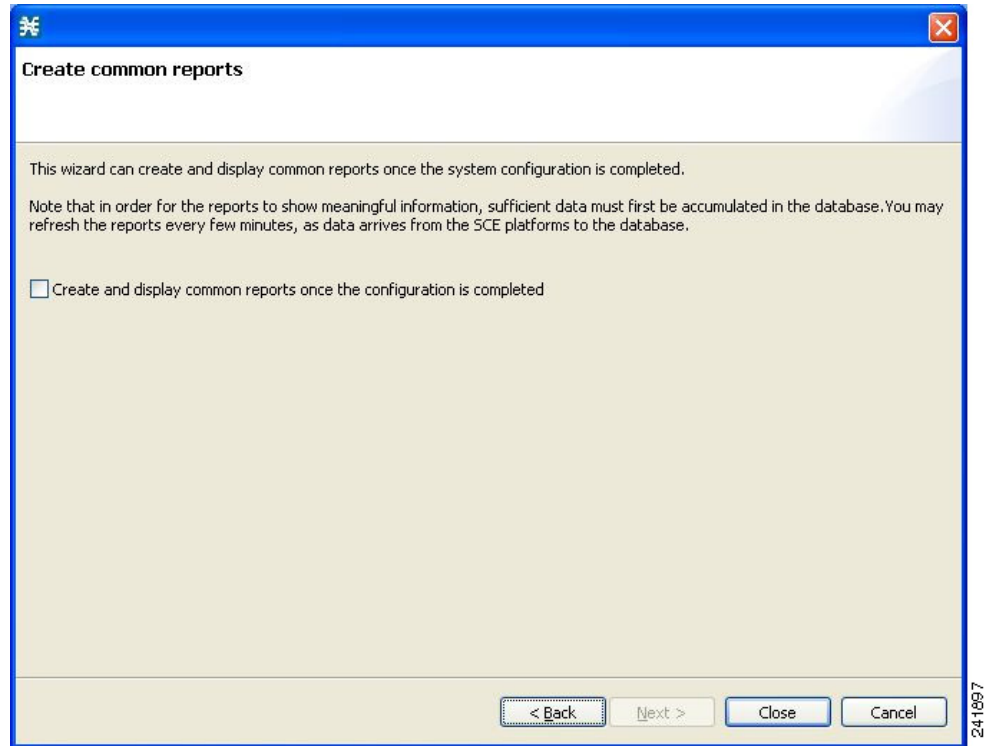 Create common reports
This wizard can create and display common reports once the system configuration is completed.
Note that in order for the reports to show meaningful information, sufficient data must first be accumulated in the database.You may
refresh the reports every few minutes, as data arrives from the SCE platforms to the database.
Create and display common reports once the configuration is completed
< Back
Next >
Close
Cancel
241897